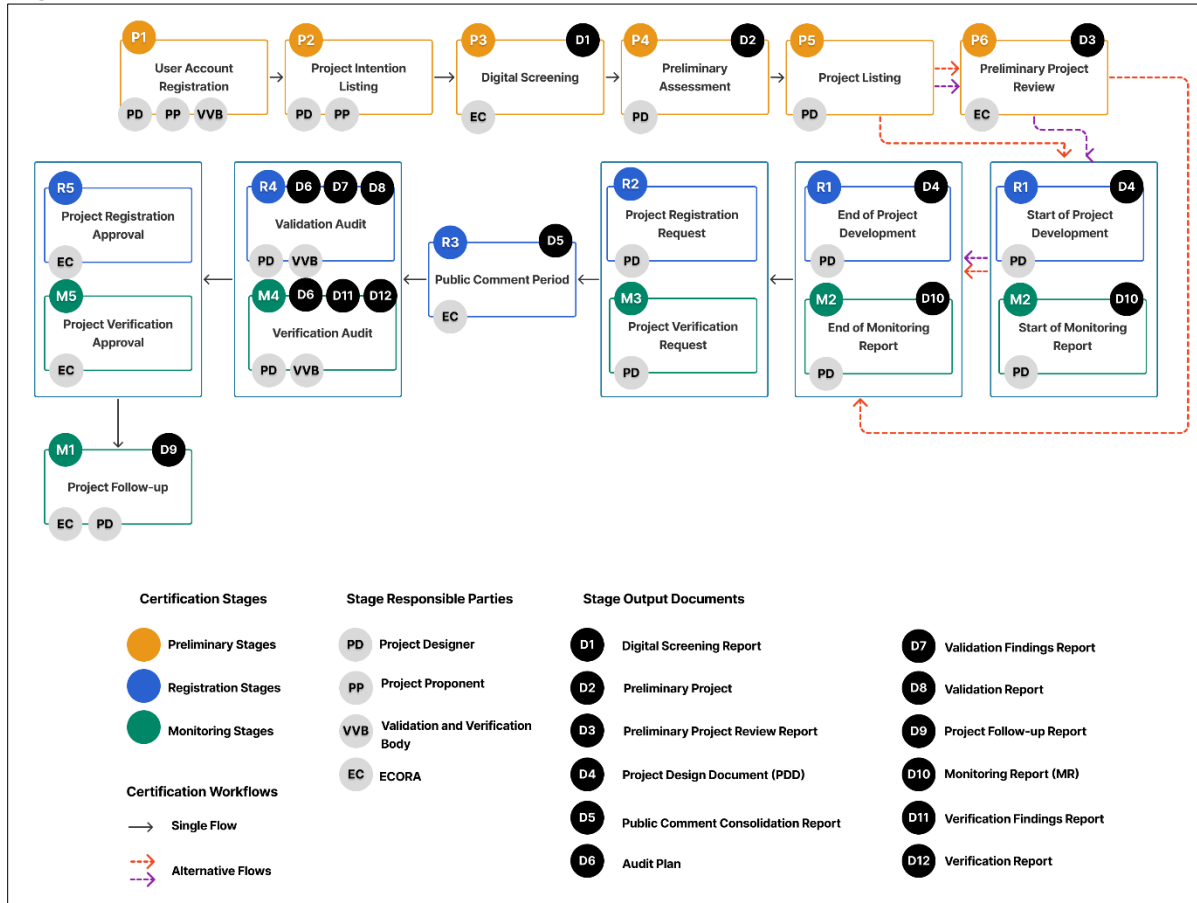 P1
User Account
Registration
PD PP VVB
P2
Project Intention
Listing
PD PP
P3 D1
Digital Screening
EC
P4 D2
Preliminary
Assessment
PD
P5
Project Listing
PD
P6 D3
Preliminary Project
Review
EC
R5
Project Registration
Approval
EC
M5
Project Verification
Approval
EC
R4 D6 D7 D8
Validation Audit
PD VVB
M4 D6 D11 D12
Verification Audit
PD VVB
R3 D5
Public Comment Period
EC
R2
Project Registration
Request
PD
M3
Project Verification
Request
PD
R1 D4
End of Project
Development
PD
M2 D10
End of Monitoring
Report
PD
R1 D4
Start of Project
Development
PD
M2 D10
Start of Monitoring
Report
PD
M1 D9
Project Follow-up
EC PD
Certification Stages
Preliminary Stages
Registration Stages
Monitoring Stages
Certification Workflows
Single Flow
Alternative Flows
Stage Responsible Parties
PD Project Designer
PP Project Proponent
VVB Validation and Verification
Body
EC ECORA
Stage Output Documents
D1 Digital Screening Report
D2 Preliminary Project
D3 Preliminary Project Review Report
D4 Project Design Document (PDD)
D5 Public Comment Consolidation Report
D6 Audit Plan
D7 Validation Findings Report
D8 Validation Report
D9 Project Follow-up Report
D10 Monitoring Report (MR)
D11 Verification Findings Report
D12 Verification Report